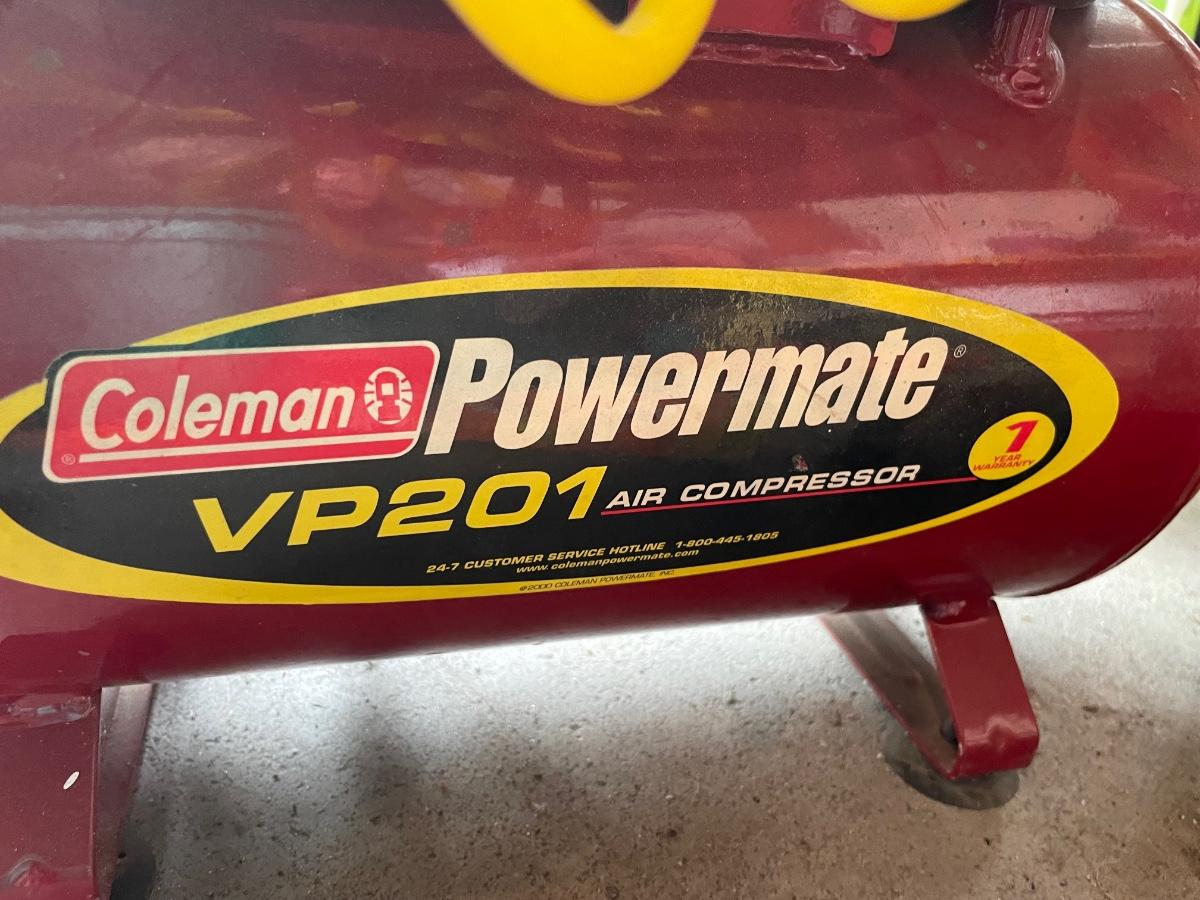 Coleman ® Powermate®
VP201 AIR COMPRESSOR
1
YEAR
WARRANTY
24-7 CUSTOMER SERVICE HOTLINE 1-800-445-1805
www.colemanpowermate.com
©2000 COLEMAN POWERMATE, INC.